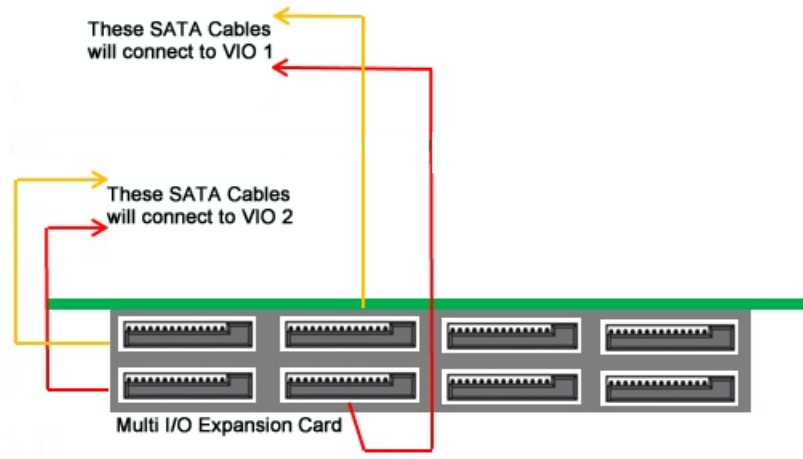 These SATA Cables
will connect to VIO 1
These SATA Cables
will connect to VIO 2
Multi I/O Expansion Card